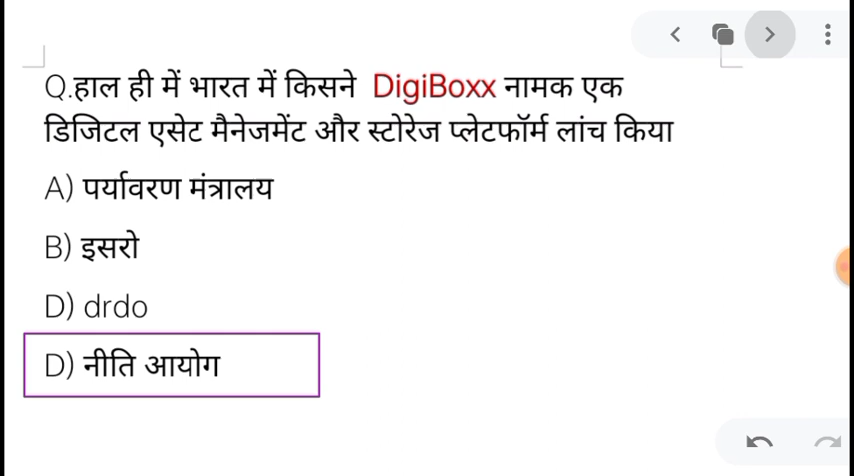 Q.हाल ही में भारत में किसने DigiBoxx नामक एक
डिजिटल एसेट मैनेजमेंट और स्टोरेज प्लेटफॉर्म लांच किया
A) पर्यावरण मंत्रालय
B) इसरो
D) drdo
D) नीति आयोग